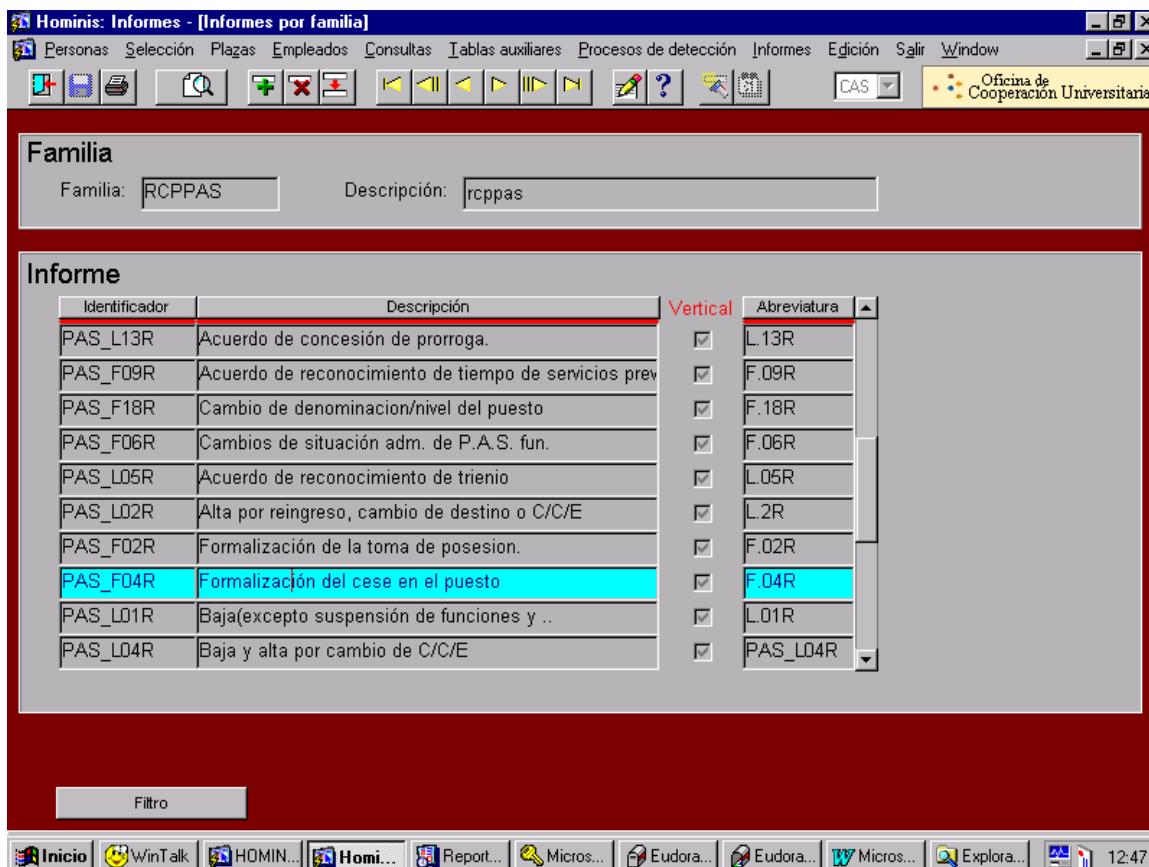 Hominis: Informes - [Informes por familia]
Personas Selección Plazas Empleados Consultas Tablas auxiliares Procesos de detección Informes Edición Salir Window
CAS
Oficina de
Cooperación Universitaria
Familia
Familia: RCPPAS Descripción: rcppas
Informe
Identificador Descripción Vertical Abreviatura
PAS_L13R Acuerdo de concesión de prorroga. L.13R
PAS_F09R Acuerdo de reconocimiento de tiempo de servicios prev F.09R
PAS_F18R Cambio de denominacion/nivel del puesto F.18R
PAS_F06R Cambios de situación adm. de P.A.S. fun. F.06R
PAS_L05R Acuerdo de reconocimiento de trienio L.05R
PAS_L02R Alta por reingreso, cambio de destino o C/C/E L.2R
PAS_F02R Formalización de la toma de posesion. F.02R
PAS_F04R Formalización del cese en el puesto F.04R
PAS_L01R Baja(excepto suspensión de funciones y .. L.01R
PAS_L04R Baja y alta por cambio de C/C/E PAS_L04R
Filtro
Inicio WinTalk HOMIN... Homi... Report... Micros... Eudora... Eudora... Micros... Explora... 12:47